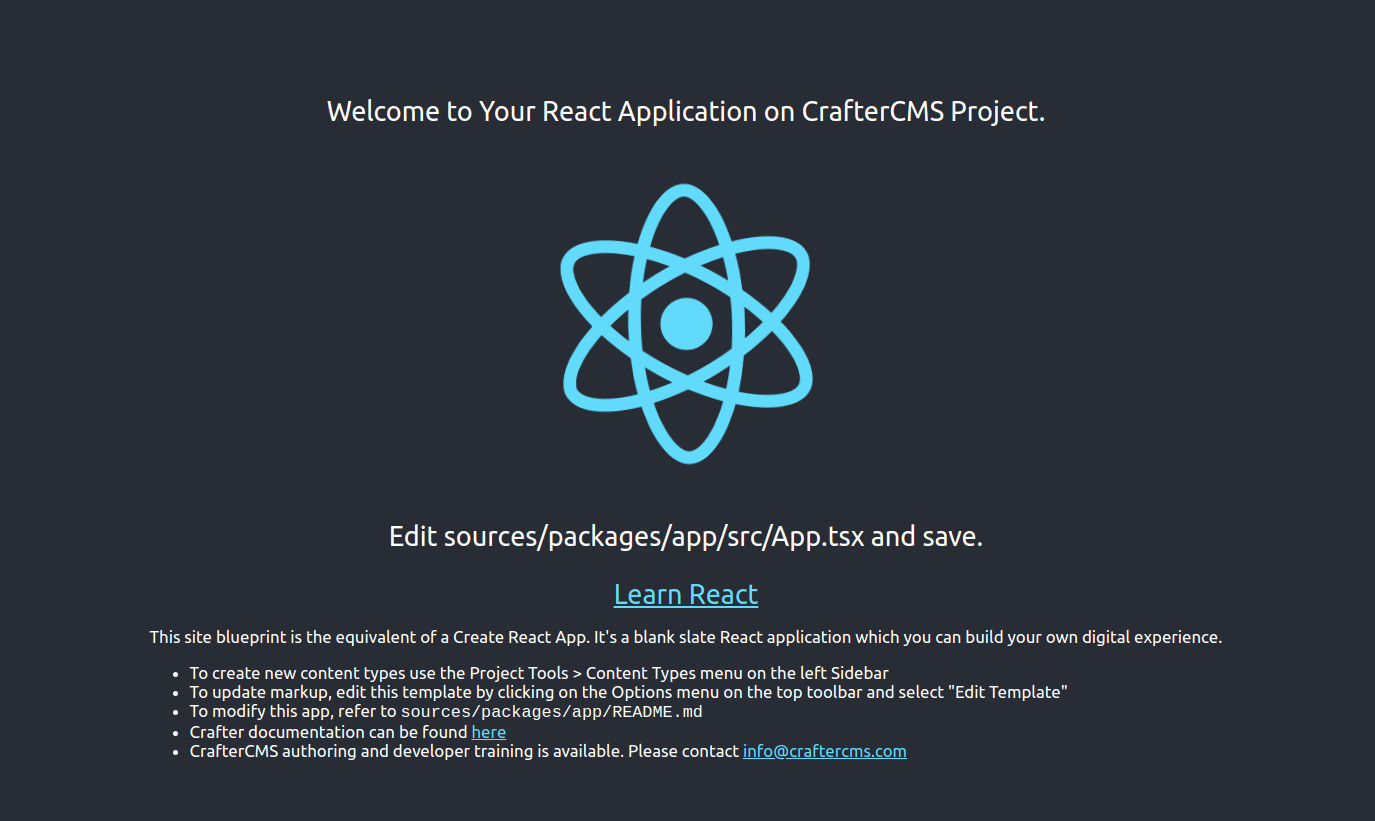 Welcome to Your React Application on CrafterCMS Project.
Edit sources/packages/app/src/App.tsx and save.
Learn React
This site blueprint is the equivalent of a Create React App. It's a blank slate React application which you can build your own digital experience.
• To create new content types use the Project Tools > Content Types menu on the left Sidebar
• To update markup, edit this template by clicking on the Options menu on the top toolbar and select "Edit Template"
• To modify this app, refer to sources/packages/app/README.md
• Crafter documentation can be found here
• CrafterCMS authoring and developer training is available. Please contact info@craftercms.com